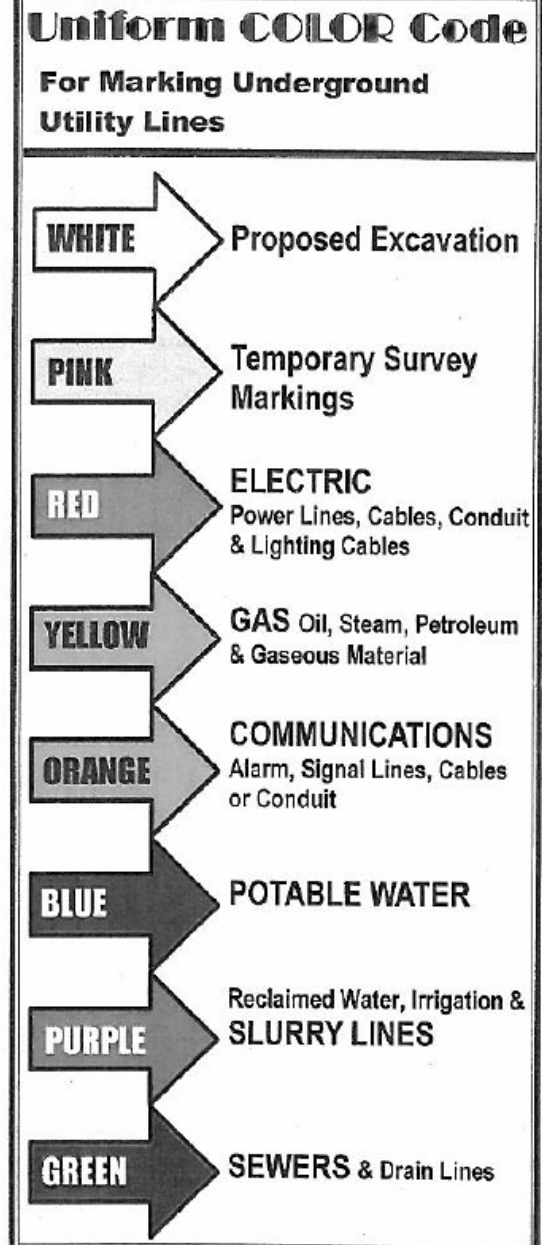 Uniform COLOR Code
For Marking Underground
Utility Lines
WHITE
Proposed Excavation
PINK
Temporary Survey
Markings
RED
ELECTRIC
Power Lines, Cables, Conduit
& Lighting Cables
YELLOW
GAS Oil, Steam, Petroleum
& Gaseous Material
ORANGE
COMMUNICATIONS
Alarm, Signal Lines, Cables
or Conduit
BLUE
POTABLE WATER
PURPLE
Reclaimed Water, Irrigation &
SLURRY LINES
GREEN
SEWERS & Drain Lines